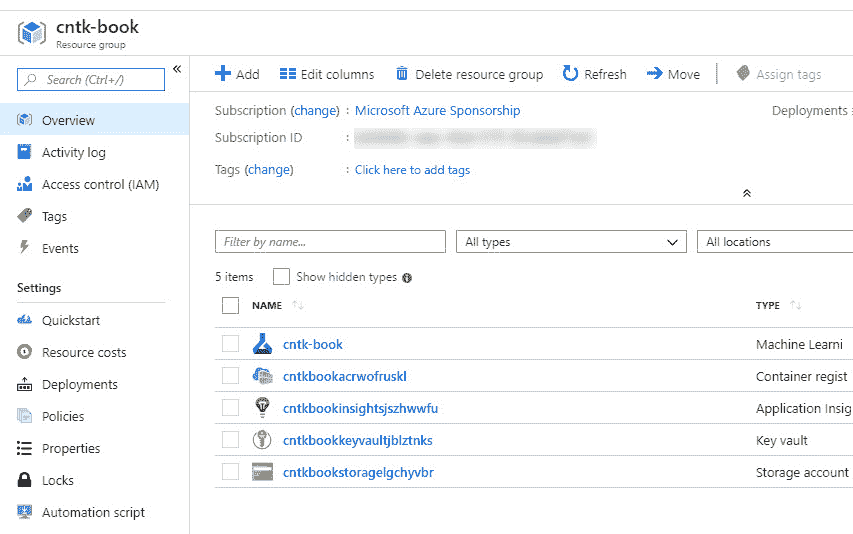 cntk-book
Resource group
Search (Ctrl+/)
«
Overview
Activity log
Access control (IAM)
Tags
Events
Settings
Quickstart
Resource costs
Deployments
Policies
Properties
Locks
Automation script
Add Edit columns Delete resource group Refresh Move Assign tags
Subscription (change) : Microsoft Azure Sponsorship Deployments :
Subscription ID :
Tags (change) : Click here to add tags
Filter by name... All types All locations
5 items Show hidden types
NAME TYPE
cntk-book Machine Learni
cntkbookacrwofruskl Container regist
cntkbookinsightsjszhwwfu Application Insig
cntkbookkeyvaultjblztnks Key vault
cntkbookstoragelgchyvbr Storage account